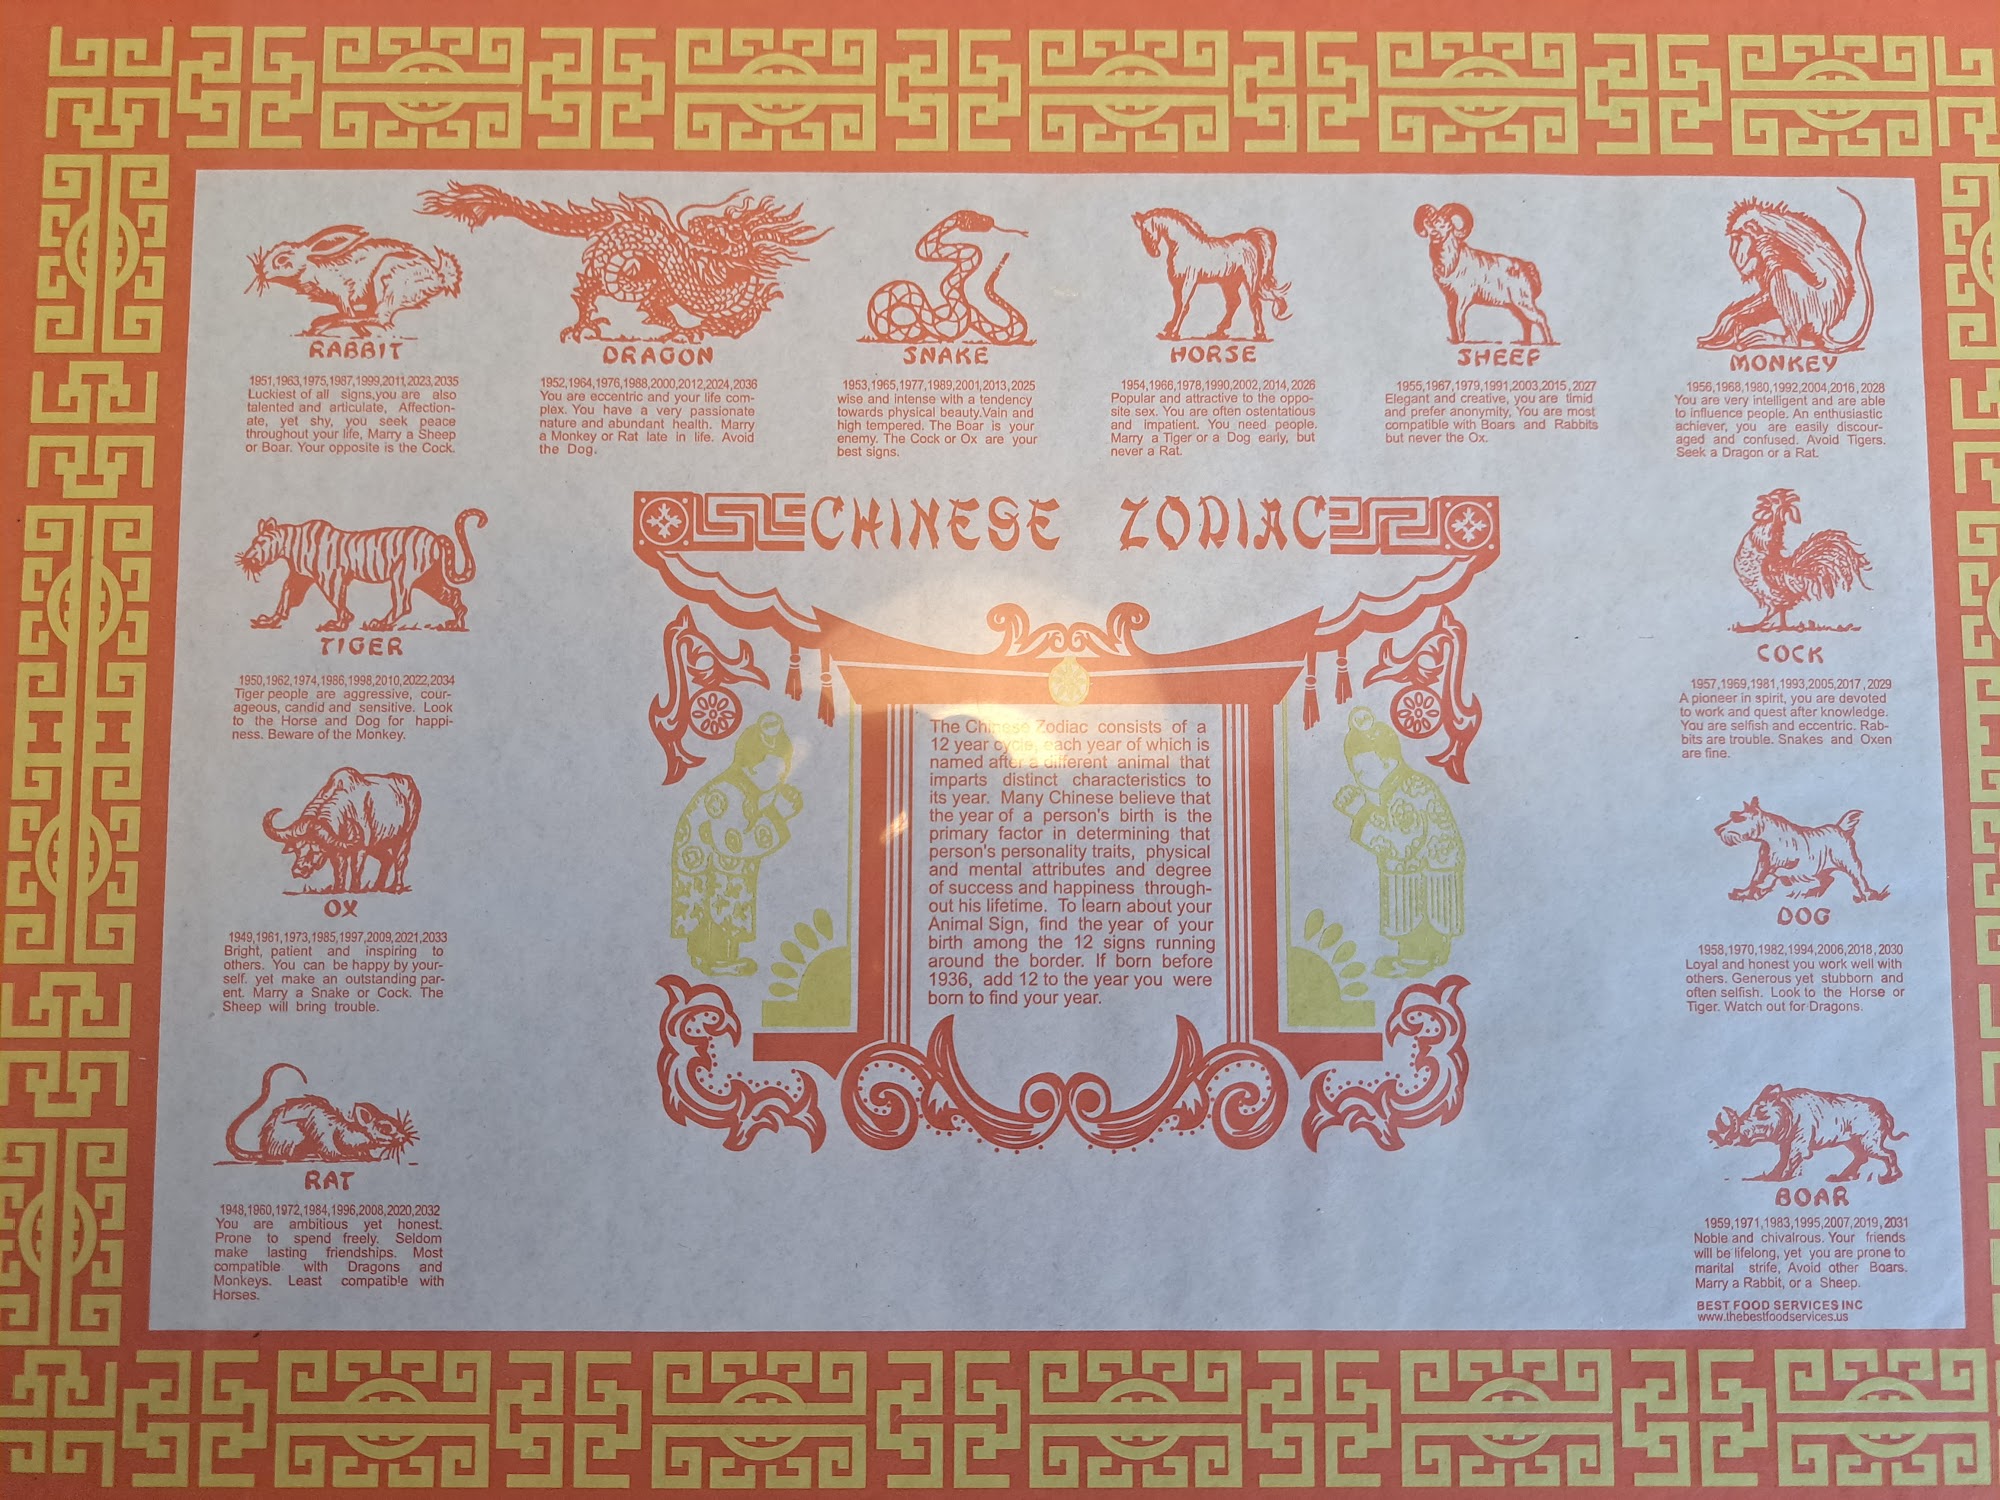 RABBIT
1951,1963,1975,1987,1999,2011,2023,2035
Luckiest of all signs,you are also
talented and articulate, Affection-
ate, yet shy, you seek peace
throughout your life, Marry a Sheep
or Boar. Your opposite is the Cock.
DRAGON
1952,1964,1976,1988,2000,2012,2024,2036
You are eccentric and your life com-
plex. You have a very passionate
nature and abundant health. Marry
a Monkey or Rat late in life. Avoid
the Dog.
SNAKE
1953,1965,1977,1989,2001,2013,2025
wise and intense with a tendency
towards physical beauty.Vain and
high tempered. The Boar is your
enemy. The Cock or Ox are your
best signs.
HORSE
1954,1966,1978,1990,2002,2014,2026
Popular and attractive to the oppo-
site sex. You are often ostentatious
and impatient. You need people.
Marry a Tiger or a Dog early, but
never a Rat.
SHEEP
1955,1967,1979,1991,2003,2015,2027
Elegant and creative, you are timid
and prefer anonymity, You are most
compatible with Boars and Rabbits
but never the Ox.
MONKEY
1956,1968,1980,1992,2004,2016,2028
You are very intelligent and are able
to influence people. An enthusiastic
achiever, you are easily discour-
aged and confused. Avoid Tigers.
Seek a Dragon or a Rat.
TIGER
1950,1962,1974,1986,1998,2010,2022,2034
Tiger people are aggressive, cour-
ageous, candid and sensitive. Look
to the Horse and Dog for happi-
ness. Beware of the Monkey.
CHINESE ZODIAC
The Chinese Zodiac consists of a
12 year cycle, each year of which is
named after a different animal that
imparts distinct characteristics to
its year. Many Chinese believe that
the year of a person's birth is the
primary factor in determining that
person's personality traits, physical
and mental attributes and degree
of success and happiness through-
out his lifetime. To learn about your
Animal Sign, find the year of your
birth among the 12 signs running
around the border. If born before
1936, add 12 to the year you were
born to find your year.
COCK
1957,1969,1981,1993,2005,2017,2029
A pioneer in spirit, you are devoted
to work and quest after knowledge.
You are selfish and eccentric. Rab-
bits are trouble. Snakes and Oxen
are fine.
OX
1949,1961,1973,1985,1997,2009,2021,2033
Bright, patient and inspiring to
others. You can be happy by your-
self. yet make an outstanding par-
ent. Marry a Snake or Cock. The
Sheep will bring trouble.
DOG
1958,1970,1982,1994,2006,2018,2030
Loyal and honest you work well with
others. Generous yet stubborn and
often selfish. Look to the Horse or
Tiger. Watch out for Dragons.
RAT
1948,1960,1972,1984,1996,2008,2020,2032
You are ambitious yet honest.
Prone to spend freely. Seldom
make lasting friendships. Most
compatible with Dragons and
Monkeys. Least compatible with
Horses.
BOAR
1959,1971,1983,1995,2007,2019,2031
Noble and chivalrous. Your friends
will be lifelong, yet you are prone to
marital strife, Avoid other Boars.
Marry a Rabbit, or a Sheep.
BEST FOOD SERVICES INC
www.thebestfoodservices.us